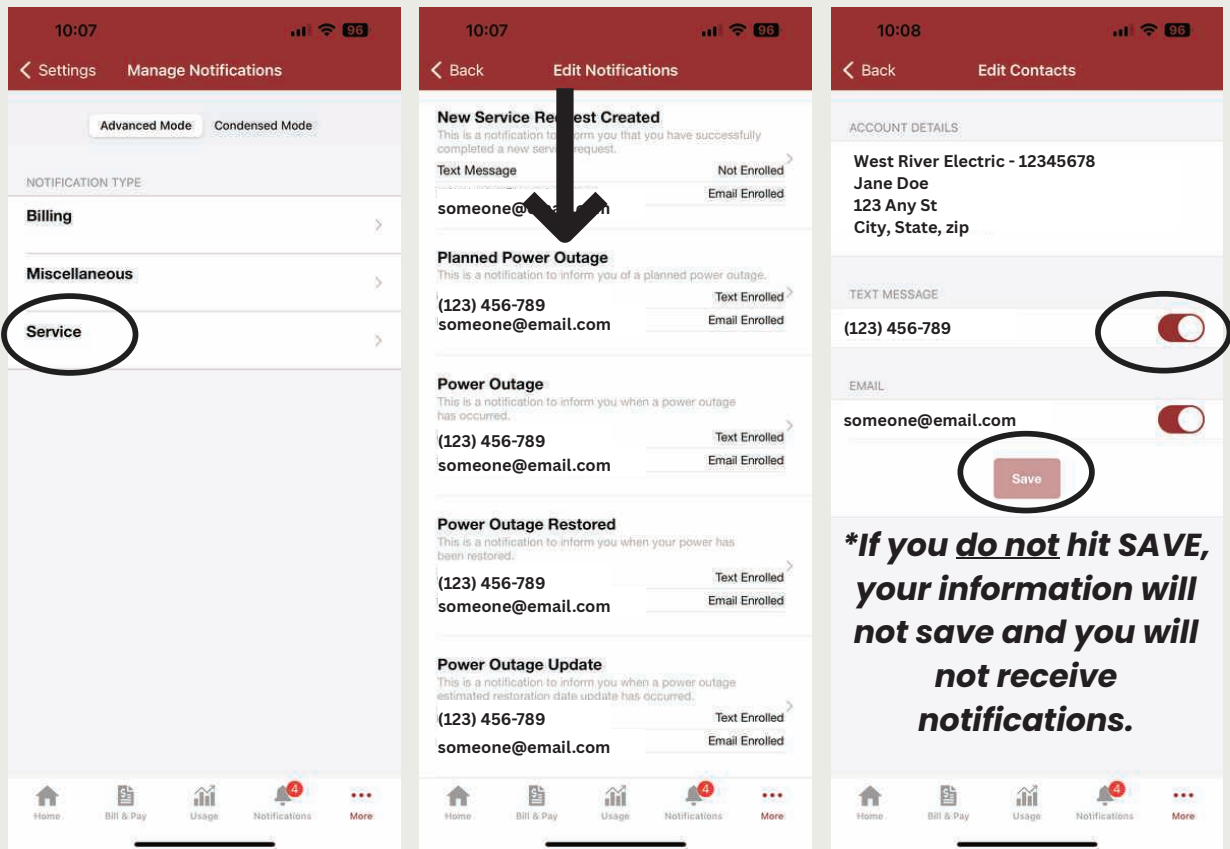 10:07
96
Settings
Manage Notifications
Advanced Mode
Condensed Mode
NOTIFICATION TYPE
Billing
Miscellaneous
Service
Home
Bill & Pay
Usage
4
Notifications
More
10:07
96
Back
Edit Notifications
New Service Request Created
This is a notification to inform you that you have successfully
completed a new service request.
Text Message
Not Enrolled
Email Enrolled
someone@email.com
Planned Power Outage
This is a notification to inform you of a planned power outage.
(123) 456-789
Text Enrolled
someone@email.com
Email Enrolled
Power Outage
This is a notification to inform you when a power outage
has occurred.
(123) 456-789
Text Enrolled
someone@email.com
Email Enrolled
Power Outage Restored
This is a notification to inform you when your power has
been restored.
(123) 456-789
Text Enrolled
someone@email.com
Email Enrolled
Power Outage Update
This is a notification to inform you when a power outage
estimated restoration date update has occurred.
(123) 456-789
Text Enrolled
someone@email.com
Email Enrolled
Home
Bill & Pay
Usage
4
Notifications
More
10:08
96
Back
Edit Contacts
ACCOUNT DETAILS
West River Electric - 12345678
Jane Doe
123 Any St
City, State, zip
TEXT MESSAGE
(123) 456-789
EMAIL
someone@email.com
Save
*If you do not hit SAVE,
your information will
not save and you will
not receive
notifications.
Home
Bill & Pay
Usage
4
Notifications
More